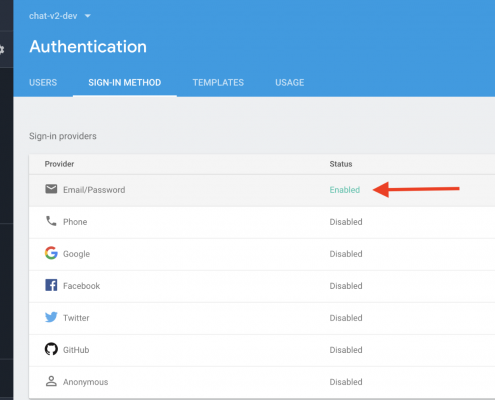 chat-v2-dev
Authentication
USERS SIGN-IN METHOD TEMPLATES USAGE
Sign-in providers
Provider Status
Email/Password Enabled
Phone Disabled
Google Disabled
Facebook Disabled
Twitter Disabled
GitHub Disabled
Anonymous Disabled